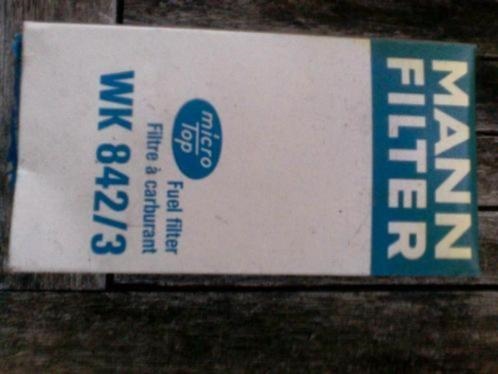 MANN
FILTER
micro
Top
Fuel filter
Filtre à carburant
WK 842/3